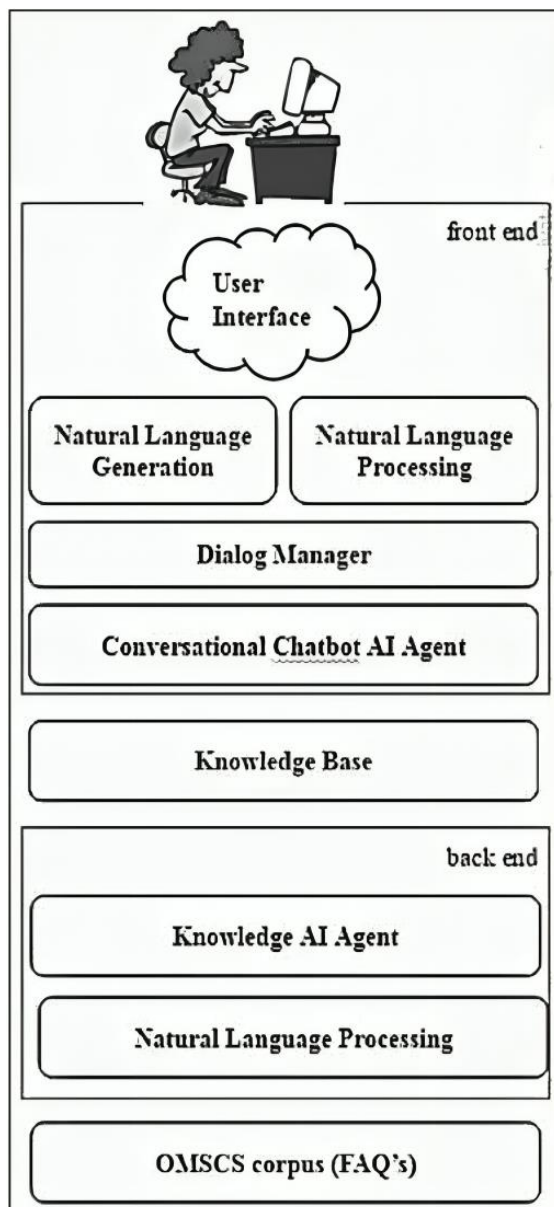 front end
User
Interface
Natural Language
Generation
Natural Language
Processing
Dialog Manager
Conversational Chatbot AI Agent
Knowledge Base
back end
Knowledge AI Agent
Natural Language Processing
OMSCS corpus (FAQ's)